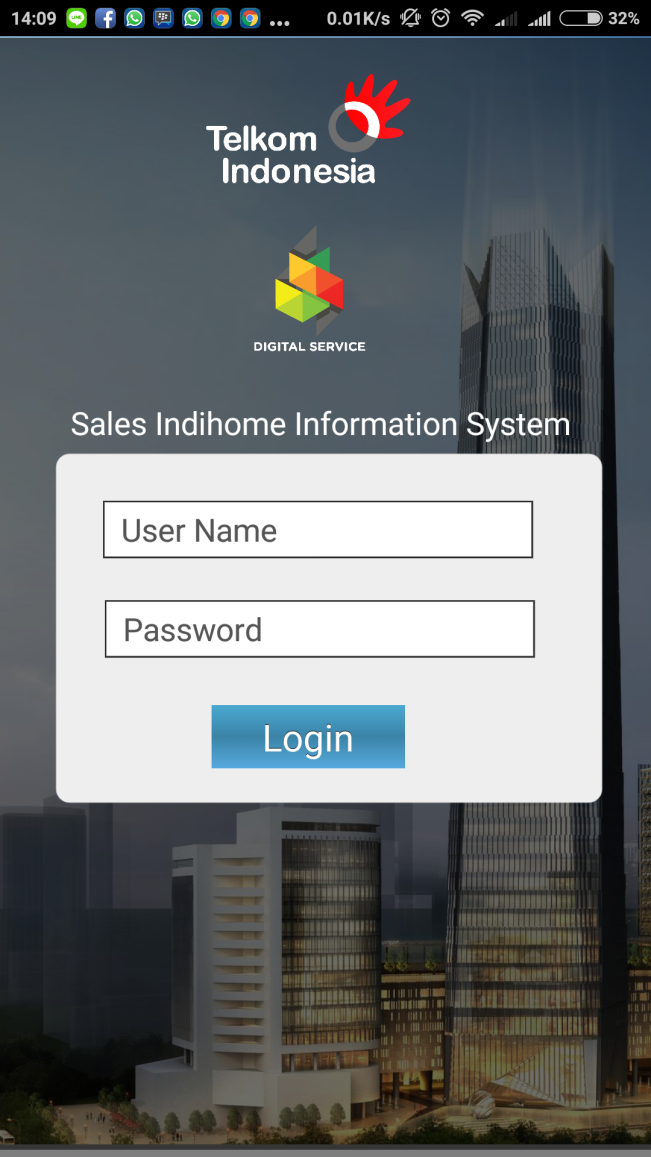 14:09 ... 0.01K/s 32%
Telkom
Indonesia
DIGITAL SERVICE
Sales Indihome Information System
User Name
Password
Login